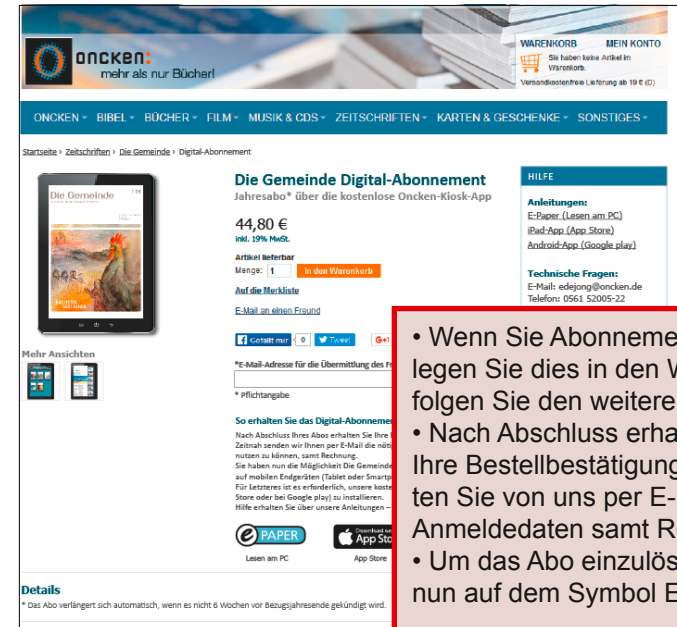 oncken:
mehr als nur Bücher!
WARENKORB MEIN KONTO
Sie haben keine Artikel im
Warenkorb.
Versandkostenfreie Lieferung ab 19 € (D)
ONCKEN BIBEL BÜCHER FILM MUSIK & CDS ZEITSCHRIFTEN KARTEN & GESCHENKE SONSTIGES
Startseite › Zeitschriften › Die Gemeinde › Digital-Abonnement
Die Gemeinde
Die Gemeinde Digital-Abonnement
Jahresabo* über die kostenlose Oncken-Kiosk-App
44,80 €
inkl. 19% MwSt.
Artikel lieferbar
Menge: 1 In den Warenkorb
Auf die Merkliste
E-Mail an einen Freund
Gefällt mir 0 Tweet G+1
Mehr Ansichten
*E-Mail-Adresse für die Übermittlung des
* Pflichtangabe
So erhalten Sie das Digital-Abonneme
Nach Abschluss Ihres Abos erhalten Sie Ihre
Zeitnah senden wir Ihnen per E-Mail die nöti
nutzen zu können, samt Rechnung.
Sie haben nun die Möglichkeit Die Gemeinde
auf mobilen Endgeräten (Tablet oder Smartp
Für Letzteres ist es erforderlich, unsere koste
Store oder bei Google play) zu installieren.
Hilfe erhalten Sie über unsere Anleitungen –
e PAPER
Download on
App Sto
Lesen am PC App Store
HILFE
Anleitungen:
E-Paper (Lesen am PC)
iPad-App (App Store)
Android-App (Google play)
Technische Fragen:
E-Mail: edejong@oncken.de
Telefon: 0561 52005-22
• Wenn Sie Abonneme
legen Sie dies in den W
folgen Sie den weitere
• Nach Abschluss erha
Ihre Bestellbestätigung
ten Sie von uns per E-
Anmeldedaten samt R
• Um das Abo einzulös
nun auf dem Symbol E
Details
* Das Abo verlängert sich automatisch, wenn es nicht 6 Wochen vor Bezugsjahresende gekündigt wird.